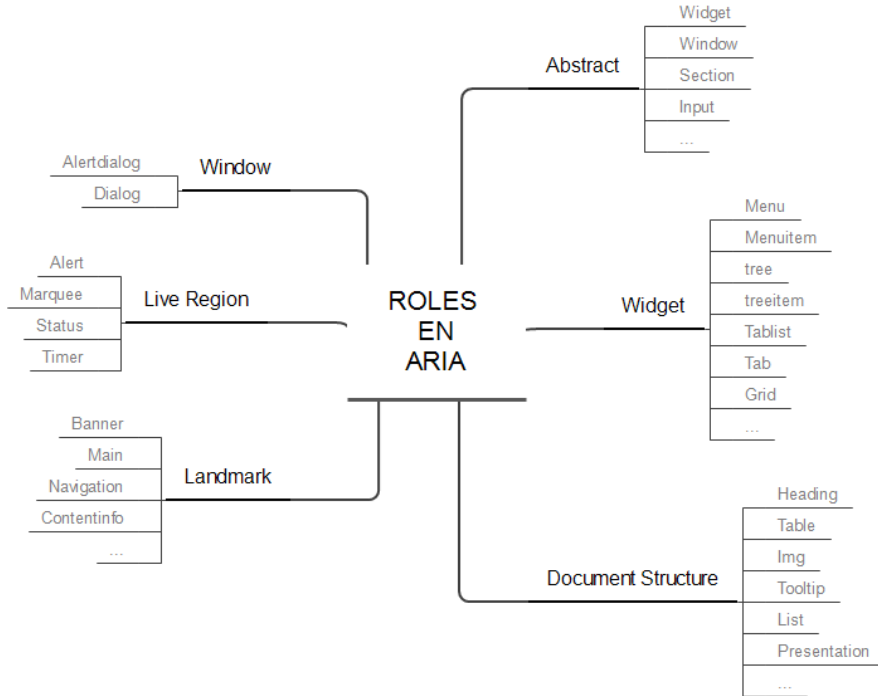 ROLES
EN
ARIA
Abstract
Widget
Window
Section
Input
...
Window
Alertdialog
Dialog
Live Region
Alert
Marquee
Status
Timer
Widget
Menu
Menuitem
tree
treeitem
Tablist
Tab
Grid
...
Landmark
Banner
Main
Navigation
Contentinfo
...
Document Structure
Heading
Table
Img
Tooltip
List
Presentation
...